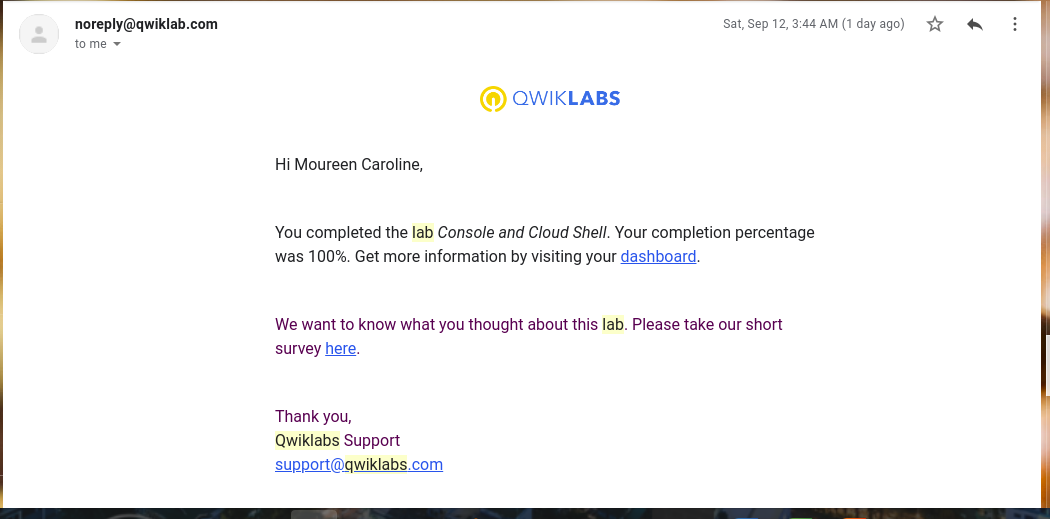 noreply@qwiklab.com
Sat, Sep 12, 3:44 AM (1 day ago)
to me
QWIKLABS
Hi Moureen Caroline,
You completed the lab Console and Cloud Shell. Your completion percentage
was 100%. Get more information by visiting your dashboard.
We want to know what you thought about this lab. Please take our short
survey here.
Thank you,
Qwiklabs Support
support@qwiklabs.com